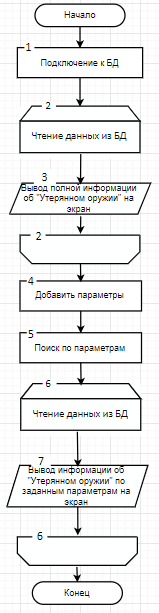 Начало
1
Подключение к БД
2
Чтение данных из БД
3
Вывод полной информации
об "Утерянном оружии" на
экран
2
4
Добавить параметры
5
Поиск по параметрам
6
Чтение данных из БД
7
Вывод информации об
"Утерянном оружии" по
заданным параметрам на
экран
6
Конец